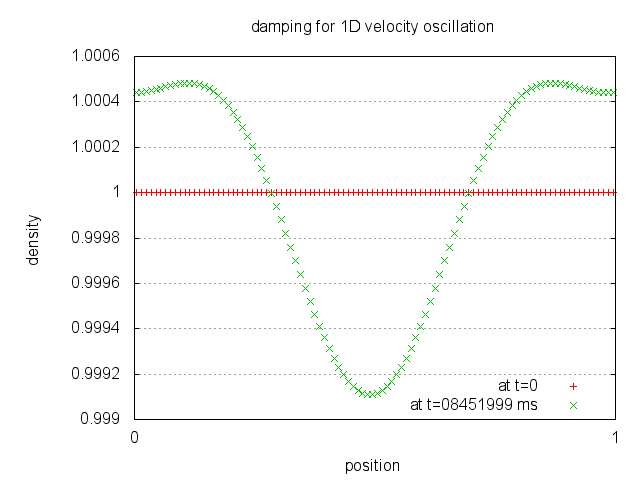 damping for 1D velocity oscillation
1.0006
1.0004
1.0002
1
0.9998
0.9996
0.9994
0.9992
0.999
density
at t=0
at t=08451999 ms
0
1
position